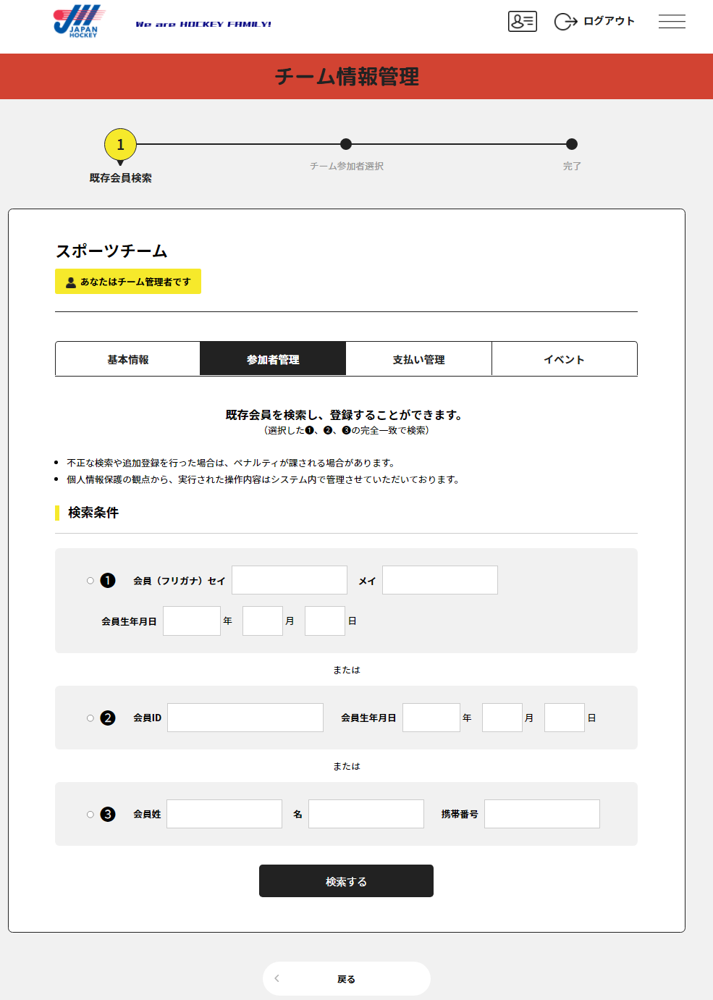 JAPAN
HOCKEY
We are HOCKEY FAMILY!
ログアウト
チーム情報管理
1
既存会員検索
チーム参加者選択
完了
スポーツチーム
あなたはチーム管理者です
基本情報
参加者管理
支払い管理
イベント
既存会員を検索し、登録することができます。
（選択した❶、❷、❸の完全一致で検索）
• 不正な検索や追加登録を行った場合は、ペナルティが課される場合があります。
• 個人情報保護の観点から、実行された操作内容はシステム内で管理させていただいております。
検索条件
❶ 会員（フリガナ）セイ メイ
会員生年月日 年 月 日
または
❷ 会員ID 会員生年月日 年 月 日
または
❸ 会員姓 名 携帯番号
検索する
戻る